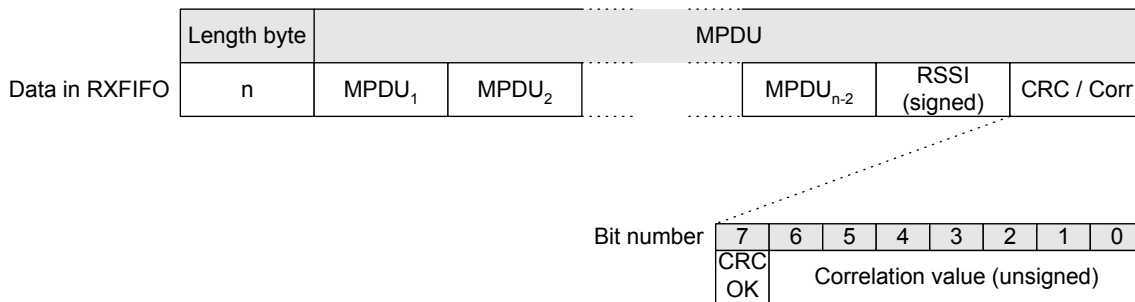 Length byte MPDU
Data in RXFIFO n MPDU1 MPDU2 MPDUn-2 RSSI (signed) CRC / Corr
Bit number 7 6 5 4 3 2 1 0
CRC OK Correlation value (unsigned)